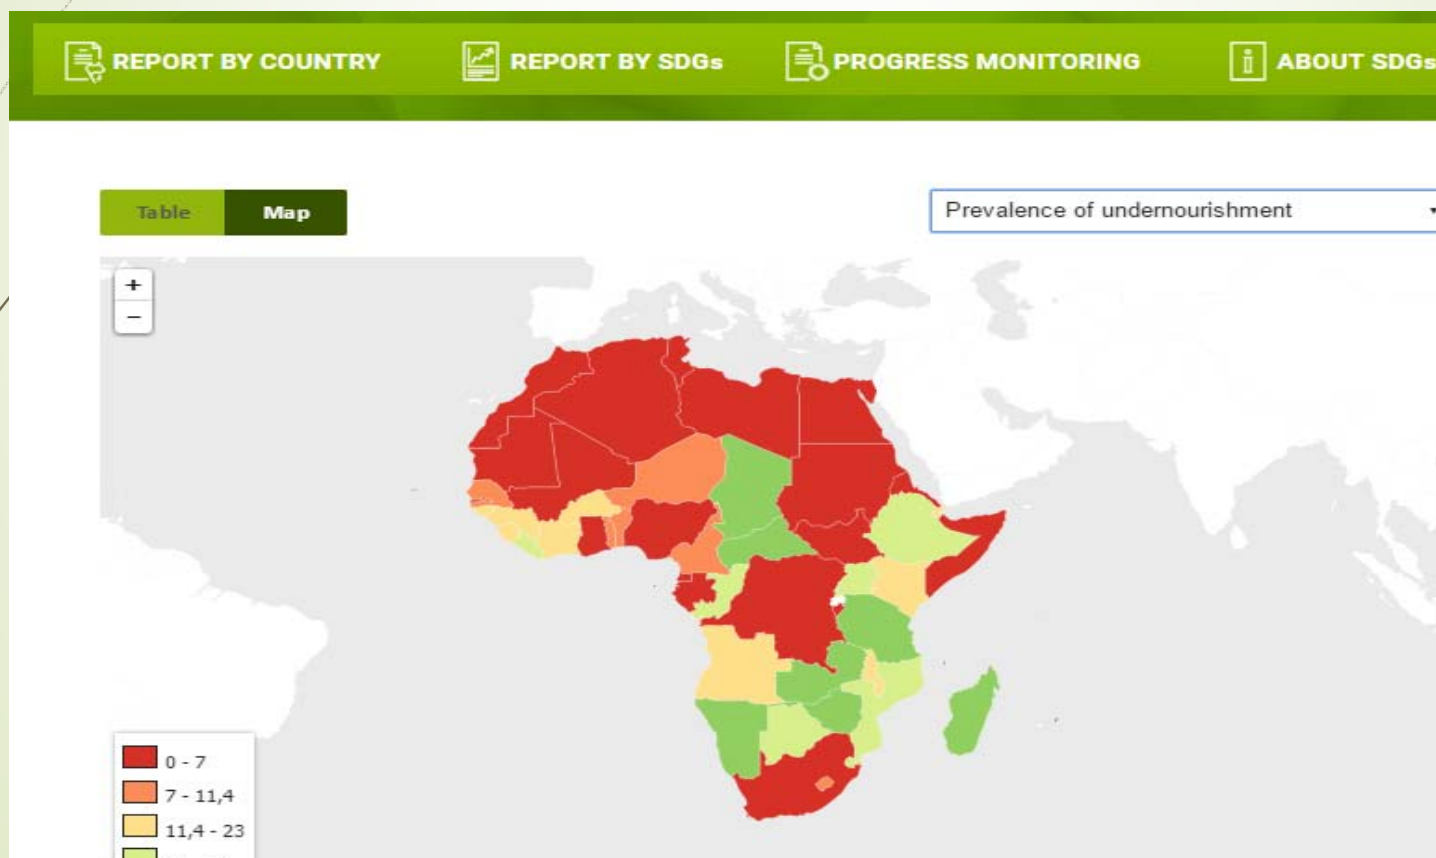 REPORT BY COUNTRY
REPORT BY SDGs
PROGRESS MONITORING
ABOUT SDGs
Table
Map
Prevalence of undernourishment
+
−
0 - 7
7 - 11,4
11,4 - 23